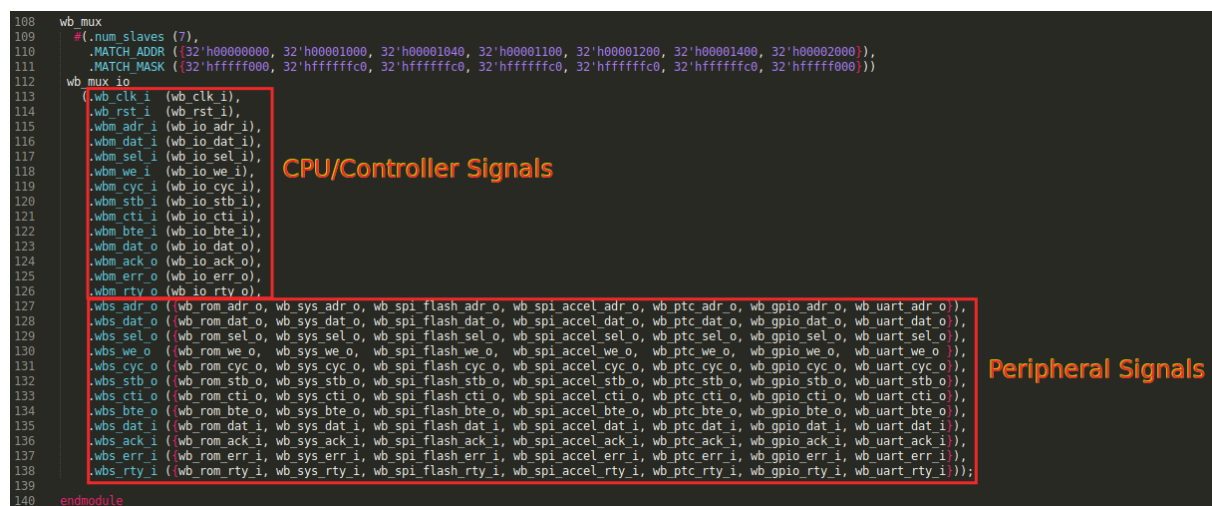 108 wb_mux
109 #(.num_slaves (7),
110 .MATCH_ADDR ({32'h00000000, 32'h00001000, 32'h00001040, 32'h00001100, 32'h00001200, 32'h00001400, 32'h00002000}),
111 .MATCH_MASK ({32'hfffff000, 32'hffffffc0, 32'hffffffc0, 32'hffffffc0, 32'hffffffc0, 32'hffffffc0, 32'hfffff000}))
112 wb_mux_io
113 (.wb_clk_i (wb_clk_i),
114 .wb_rst_i (wb_rst_i),
115 .wbm_adr_i (wb_io_adr_i),
116 .wbm_dat_i (wb_io_dat_i),
117 .wbm_sel_i (wb_io_sel_i),
118 .wbm_we_i (wb_io_we_i),
119 .wbm_cyc_i (wb_io_cyc_i),
120 .wbm_stb_i (wb_io_stb_i),
121 .wbm_cti_i (wb_io_cti_i),
122 .wbm_bte_i (wb_io_bte_i),
123 .wbm_dat_o (wb_io_dat_o),
124 .wbm_ack_o (wb_io_ack_o),
125 .wbm_err_o (wb_io_err_o),
126 .wbm_rty_o (wb_io_rty_o),
CPU/Controller Signals
127 .wbs_adr_o ({wb_rom_adr_o, wb_sys_adr_o, wb_spi_flash_adr_o, wb_spi_accel_adr_o, wb_ptc_adr_o, wb_gpio_adr_o, wb_uart_adr_o}),
128 .wbs_dat_o ({wb_rom_dat_o, wb_sys_dat_o, wb_spi_flash_dat_o, wb_spi_accel_dat_o, wb_ptc_dat_o, wb_gpio_dat_o, wb_uart_dat_o}),
129 .wbs_sel_o ({wb_rom_sel_o, wb_sys_sel_o, wb_spi_flash_sel_o, wb_spi_accel_sel_o, wb_ptc_sel_o, wb_gpio_sel_o, wb_uart_sel_o}),
130 .wbs_we_o ({wb_rom_we_o, wb_sys_we_o, wb_spi_flash_we_o, wb_spi_accel_we_o, wb_ptc_we_o, wb_gpio_we_o, wb_uart_we_o }),
131 .wbs_cyc_o ({wb_rom_cyc_o, wb_sys_cyc_o, wb_spi_flash_cyc_o, wb_spi_accel_cyc_o, wb_ptc_cyc_o, wb_gpio_cyc_o, wb_uart_cyc_o}),
132 .wbs_stb_o ({wb_rom_stb_o, wb_sys_stb_o, wb_spi_flash_stb_o, wb_spi_accel_stb_o, wb_ptc_stb_o, wb_gpio_stb_o, wb_uart_stb_o}),
133 .wbs_cti_o ({wb_rom_cti_o, wb_sys_cti_o, wb_spi_flash_cti_o, wb_spi_accel_cti_o, wb_ptc_cti_o, wb_gpio_cti_o, wb_uart_cti_o}),
134 .wbs_bte_o ({wb_rom_bte_o, wb_sys_bte_o, wb_spi_flash_bte_o, wb_spi_accel_bte_o, wb_ptc_bte_o, wb_gpio_bte_o, wb_uart_bte_o}),
135 .wbs_dat_i ({wb_rom_dat_i, wb_sys_dat_i, wb_spi_flash_dat_i, wb_spi_accel_dat_i, wb_ptc_dat_i, wb_gpio_dat_i, wb_uart_dat_i}),
136 .wbs_ack_i ({wb_rom_ack_i, wb_sys_ack_i, wb_spi_flash_ack_i, wb_spi_accel_ack_i, wb_ptc_ack_i, wb_gpio_ack_i, wb_uart_ack_i}),
137 .wbs_err_i ({wb_rom_err_i, wb_sys_err_i, wb_spi_flash_err_i, wb_spi_accel_err_i, wb_ptc_err_i, wb_gpio_err_i, wb_uart_err_i}),
138 .wbs_rty_i ({wb_rom_rty_i, wb_sys_rty_i, wb_spi_flash_rty_i, wb_spi_accel_rty_i, wb_ptc_rty_i, wb_gpio_rty_i, wb_uart_rty_i}));
Peripheral Signals
139
140 endmodule